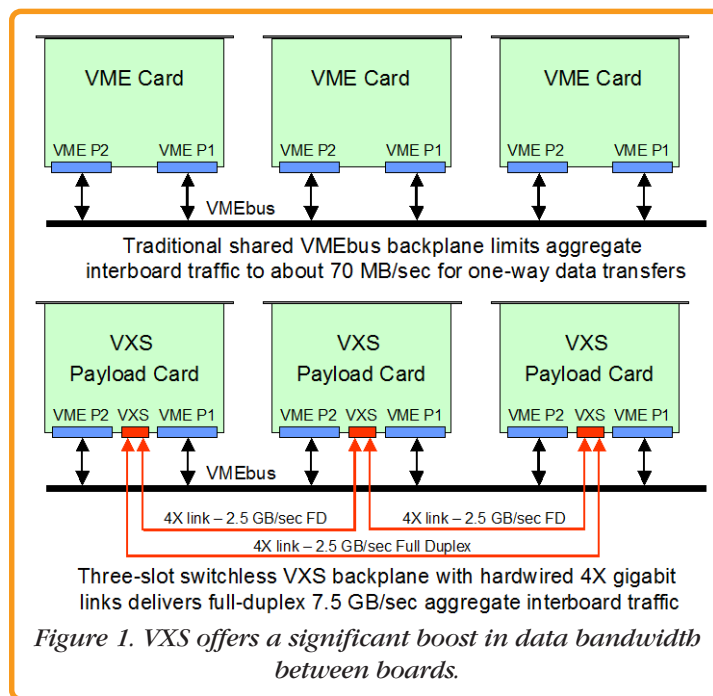 VME Card VME Card VME Card
VME P2 VME P1 VME P2 VME P1 VME P2 VME P1
VMEbus
Traditional shared VMEbus backplane limits aggregate
interboard traffic to about 70 MB/sec for one-way data transfers
VXS VXS VXS
Payload Card Payload Card Payload Card
VME P2 VXS VME P1 VME P2 VXS VME P1 VME P2 VXS VME P1
VMEbus
4X link – 2.5 GB/sec FD 4X link – 2.5 GB/sec FD
4X link – 2.5 GB/sec Full Duplex
Three-slot switchless VXS backplane with hardwired 4X gigabit
links delivers full-duplex 7.5 GB/sec aggregate interboard traffic
Figure 1. VXS offers a significant boost in data bandwidth
between boards.